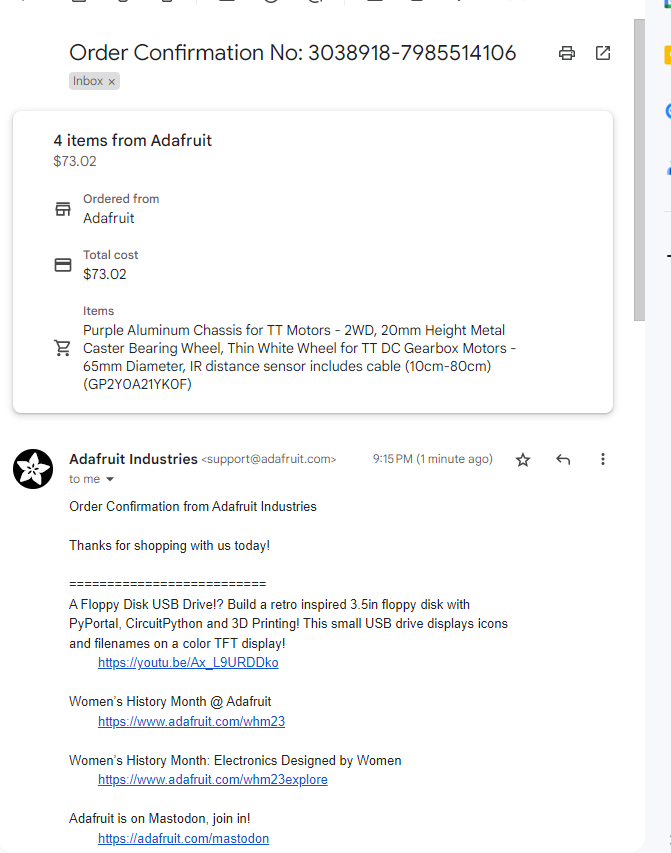 Order Confirmation No: 3038918-7985514106
Inbox ×
4 items from Adafruit
$73.02
Ordered from
Adafruit
Total cost
$73.02
Items
Purple Aluminum Chassis for TT Motors - 2WD, 20mm Height Metal
Caster Bearing Wheel, Thin White Wheel for TT DC Gearbox Motors -
65mm Diameter, IR distance sensor includes cable (10cm-80cm)
(GP2Y0A21YK0F)
Adafruit Industries <support@adafruit.com> 9:15 PM (1 minute ago)
to me
Order Confirmation from Adafruit Industries
Thanks for shopping with us today!
==========================
A Floppy Disk USB Drive!? Build a retro inspired 3.5in floppy disk with
PyPortal, CircuitPython and 3D Printing! This small USB drive displays icons
and filenames on a color TFT display!
https://youtu.be/Ax_L9URDDko
Women's History Month @ Adafruit
https://www.adafruit.com/whm23
Women's History Month: Electronics Designed by Women
https://www.adafruit.com/whm23explore
Adafruit is on Mastodon, join in!
https://adafruit.com/mastodon